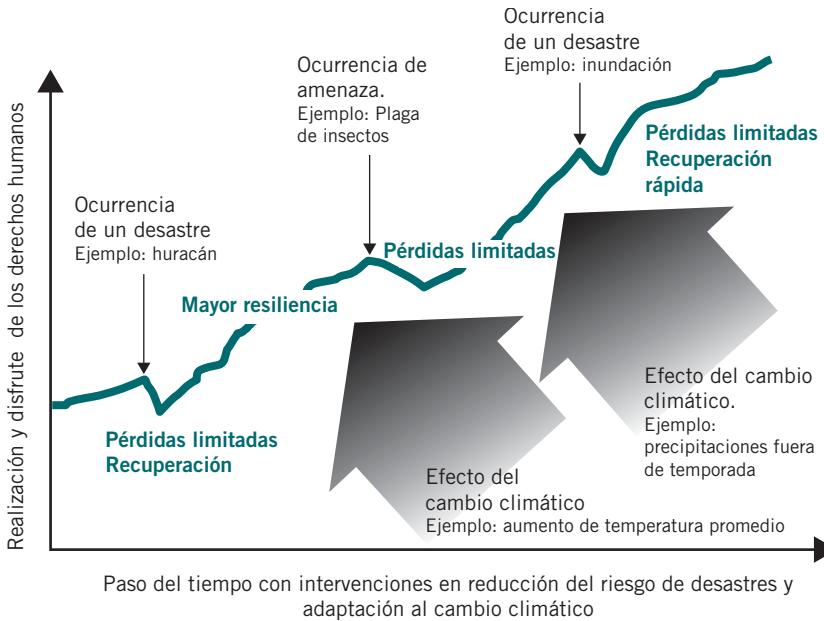 Ocurrencia
de un desastre
Ejemplo: inundación
Ocurrencia de
amenaza.
Ejemplo: Plaga
de insectos
Pérdidas limitadas
Recuperación
rápida
Ocurrencia
de un desastre
Ejemplo: huracán
Pérdidas limitadas
Mayor resiliencia
Efecto del cambio
climático.
Ejemplo:
precipitaciones fuera
de temporada
Pérdidas limitadas
Recuperación
Efecto del
cambio climático
Ejemplo: aumento de temperatura promedio
Realización y disfrute de los derechos humanos
Paso del tiempo con intervenciones en reducción del riesgo de desastres y
adaptación al cambio climático